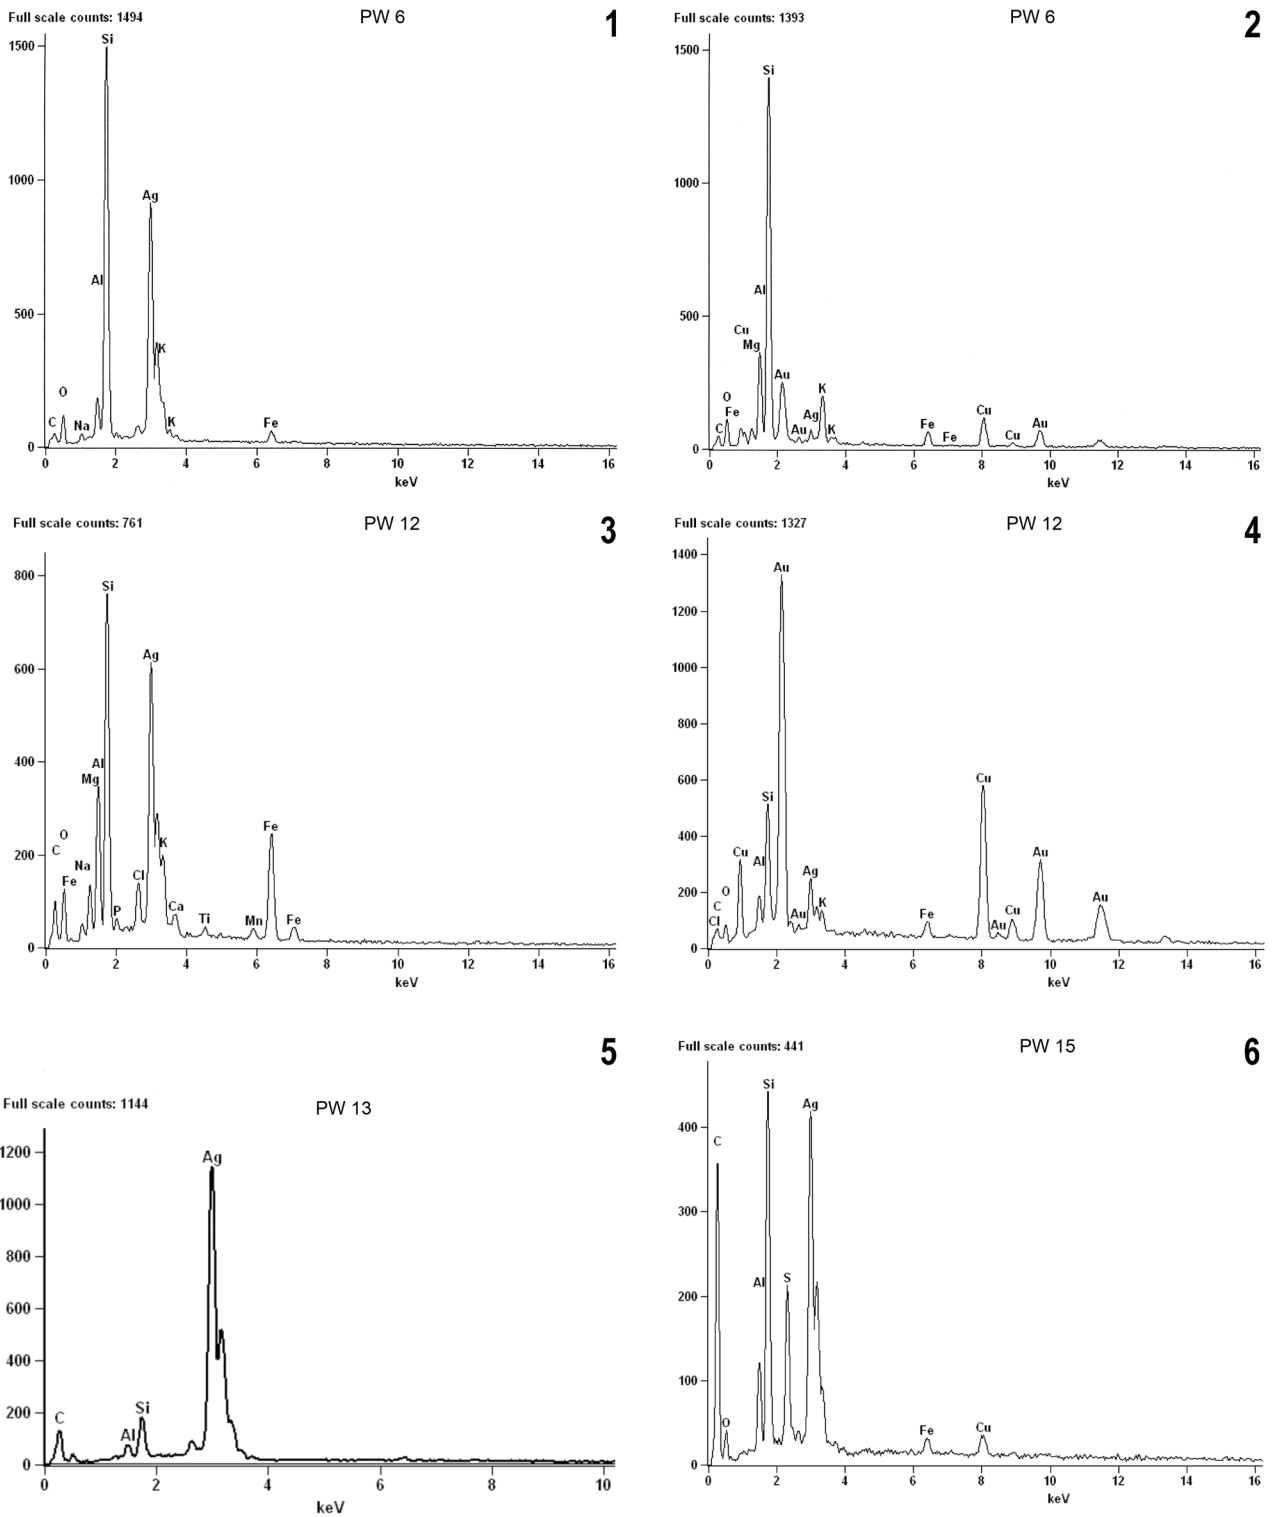 Full scale counts: 1494
PW 6
1
1500
1000
500
0
Si
Ag
Al
K
O
C
Na
K
Fe
0 2 4 6 8 10 12 14 16
keV
Full scale counts: 1393
PW 6
2
1500
1000
500
0
Si
Al
Cu
Mg
Au
O
Fe
C
Au
Ag
K
K
Fe
Fe
Cu
Cu
Au
0 2 4 6 8 10 12 14 16
keV
Full scale counts: 761
PW 12
3
800
600
400
200
0
Si
Ag
Al
Mg
O
C
Fe
Na
P
Cl
K
Ca
Ti
Mn
Fe
Fe
0 2 4 6 8 10 12 14 16
keV
Full scale counts: 1327
PW 12
4
1400
1200
1000
800
600
400
200
0
Au
Si
Al
Cu
O
C
Cl
Au
Ag
K
Fe
Cu
Au
Cu
Au
Au
0 2 4 6 8 10 12 14 16
keV
5
Full scale counts: 1144
PW 13
1200
1000
800
600
400
200
0
Ag
C
Al
Si
0 2 4 6 8 10
keV
Full scale counts: 441
PW 15
6
400
300
200
100
0
Si
Ag
C
Al
S
O
Fe
Cu
0 2 4 6 8 10 12 14 16
keV